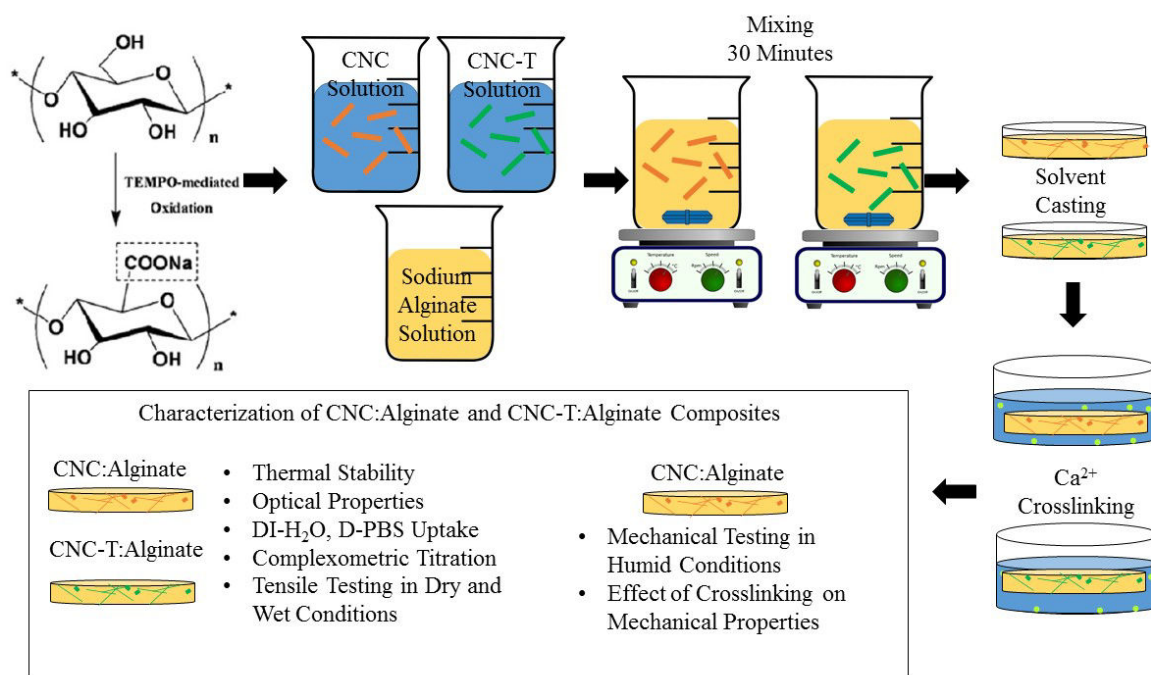 OH
O
*
O
*
HO
OH
n
TEMPO-mediated
Oxidation
COONa
O
*
O
*
HO
OH
n
CNC
Solution
CNC-T
Solution
Sodium
Alginate
Solution
Mixing
30 Minutes
Temperature
°C
Speed
Rpm
Temperature
°C
Speed
Rpm
Solvent
Casting
Ca²⁺
Crosslinking
Characterization of CNC:Alginate and CNC-T:Alginate Composites
CNC:Alginate
CNC-T:Alginate
• Thermal Stability
• Optical Properties
• DI-H₂O, D-PBS Uptake
• Complexometric Titration
• Tensile Testing in Dry and
Wet Conditions
CNC:Alginate
• Mechanical Testing in
Humid Conditions
• Effect of Crosslinking on
Mechanical Properties